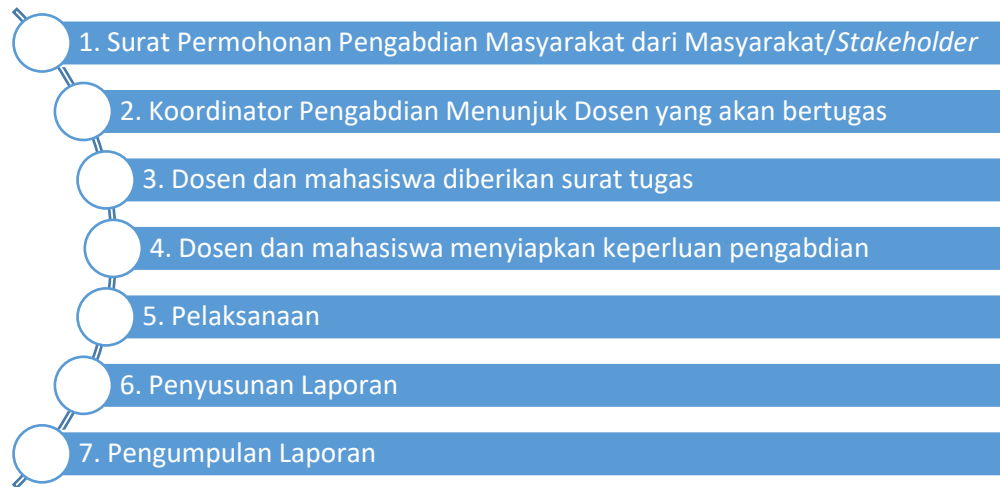 1. Surat Permohonan Pengabdian Masyarakat dari Masyarakat/Stakeholder
2. Koordinator Pengabdian Menunjuk Dosen yang akan bertugas
3. Dosen dan mahasiswa diberikan surat tugas
4. Dosen dan mahasiswa menyiapkan keperluan pengabdian
5. Pelaksanaan
6. Penyusunan Laporan
7. Pengumpulan Laporan